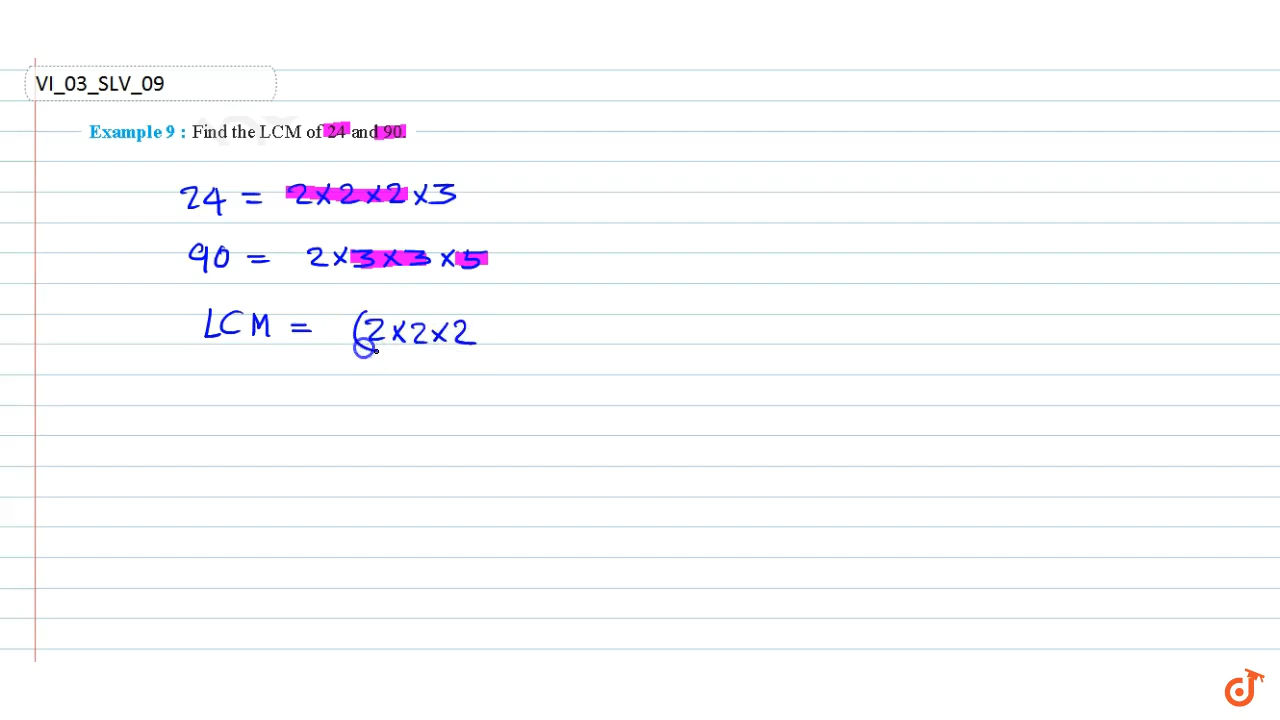 VI_03_SLV_09
Example 9 : Find the LCM of 24 and 90.
24 = 2×2×2×3
90 = 2×3×3×5
LCM = (2×2×2